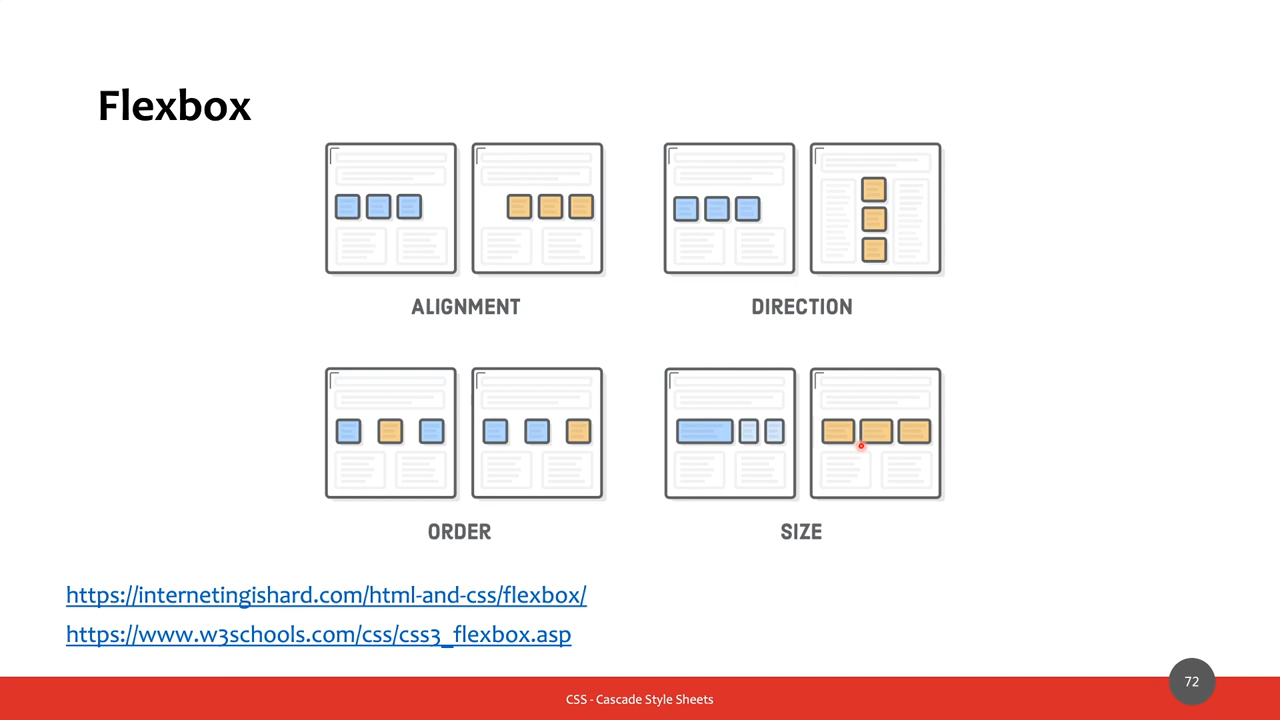 Flexbox
ALIGNMENT
DIRECTION
ORDER
SIZE
https://internetingishard.com/html-and-css/flexbox/
https://www.w3schools.com/css/css3_flexbox.asp
CSS - Cascade Style Sheets
72